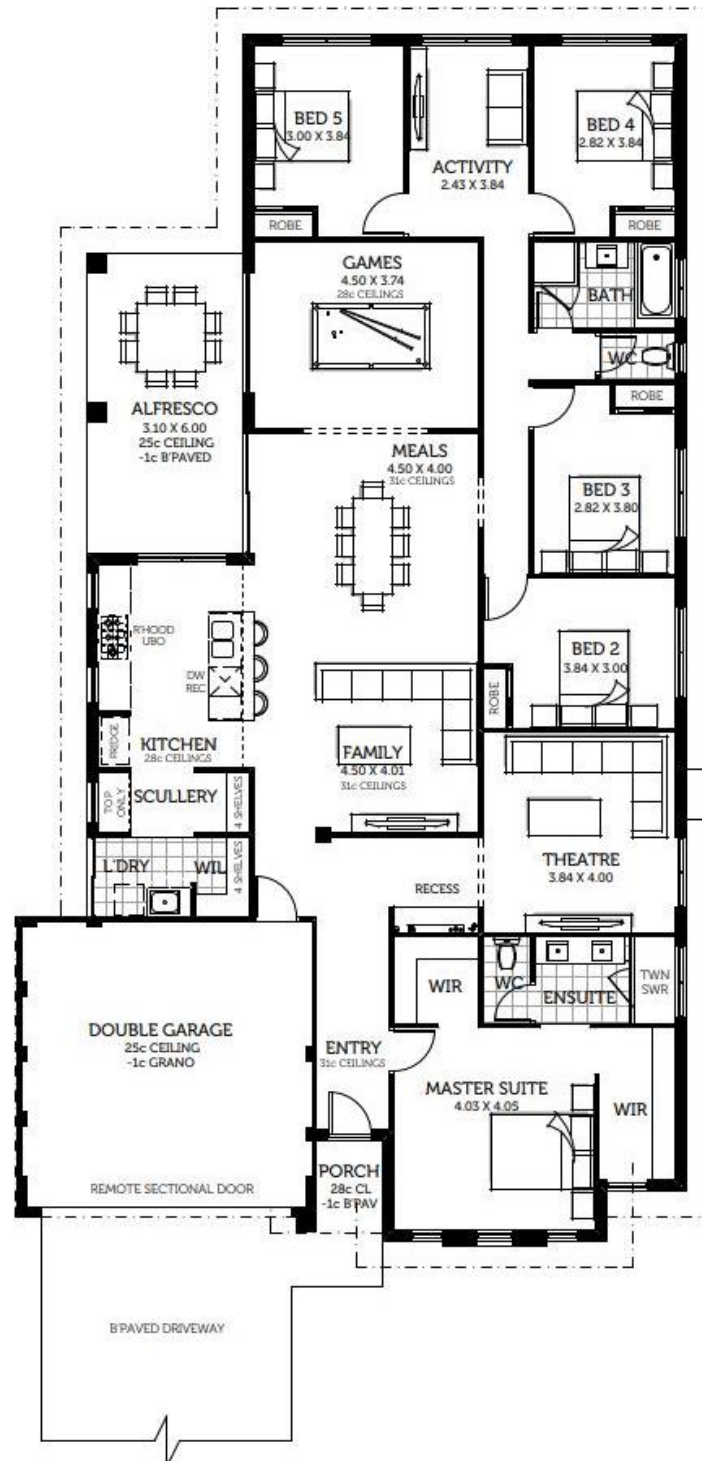 BED 5
3.00 X 3.84
ACTIVITY
2.43 X 3.84
BED 4
2.82 X 3.84
ROBE
ROBE
GAMES
4.50 X 3.74
28c CEILINGS
BATH
WC
ROBE
ALFRESCO
3.10 X 6.00
25c CEILING
-1c B'PAVED
MEALS
4.50 X 4.00
31c CEILINGS
BED 3
2.82 X 3.80
R'HOOD
UBO
DW
REC
BED 2
3.84 X 3.00
ROBE
FRIDGE
KITCHEN
28c CEILINGS
FAMILY
4.50 X 4.01
31c CEILINGS
TOP
ONLY
SCULLERY
4 SHELVES
THEATRE
3.84 X 4.00
L'DRY
WIL
4 SHELVES
RECESS
WIR
WC
ENSUITE
TWN
SWR
DOUBLE GARAGE
25c CEILING
-1c GRANO
ENTRY
31c CEILINGS
MASTER SUITE
4.03 X 4.05
WIR
REMOTE SECTIONAL DOOR
PORCH
28c CL
-1c B'PAV
B'PAVED DRIVEWAY